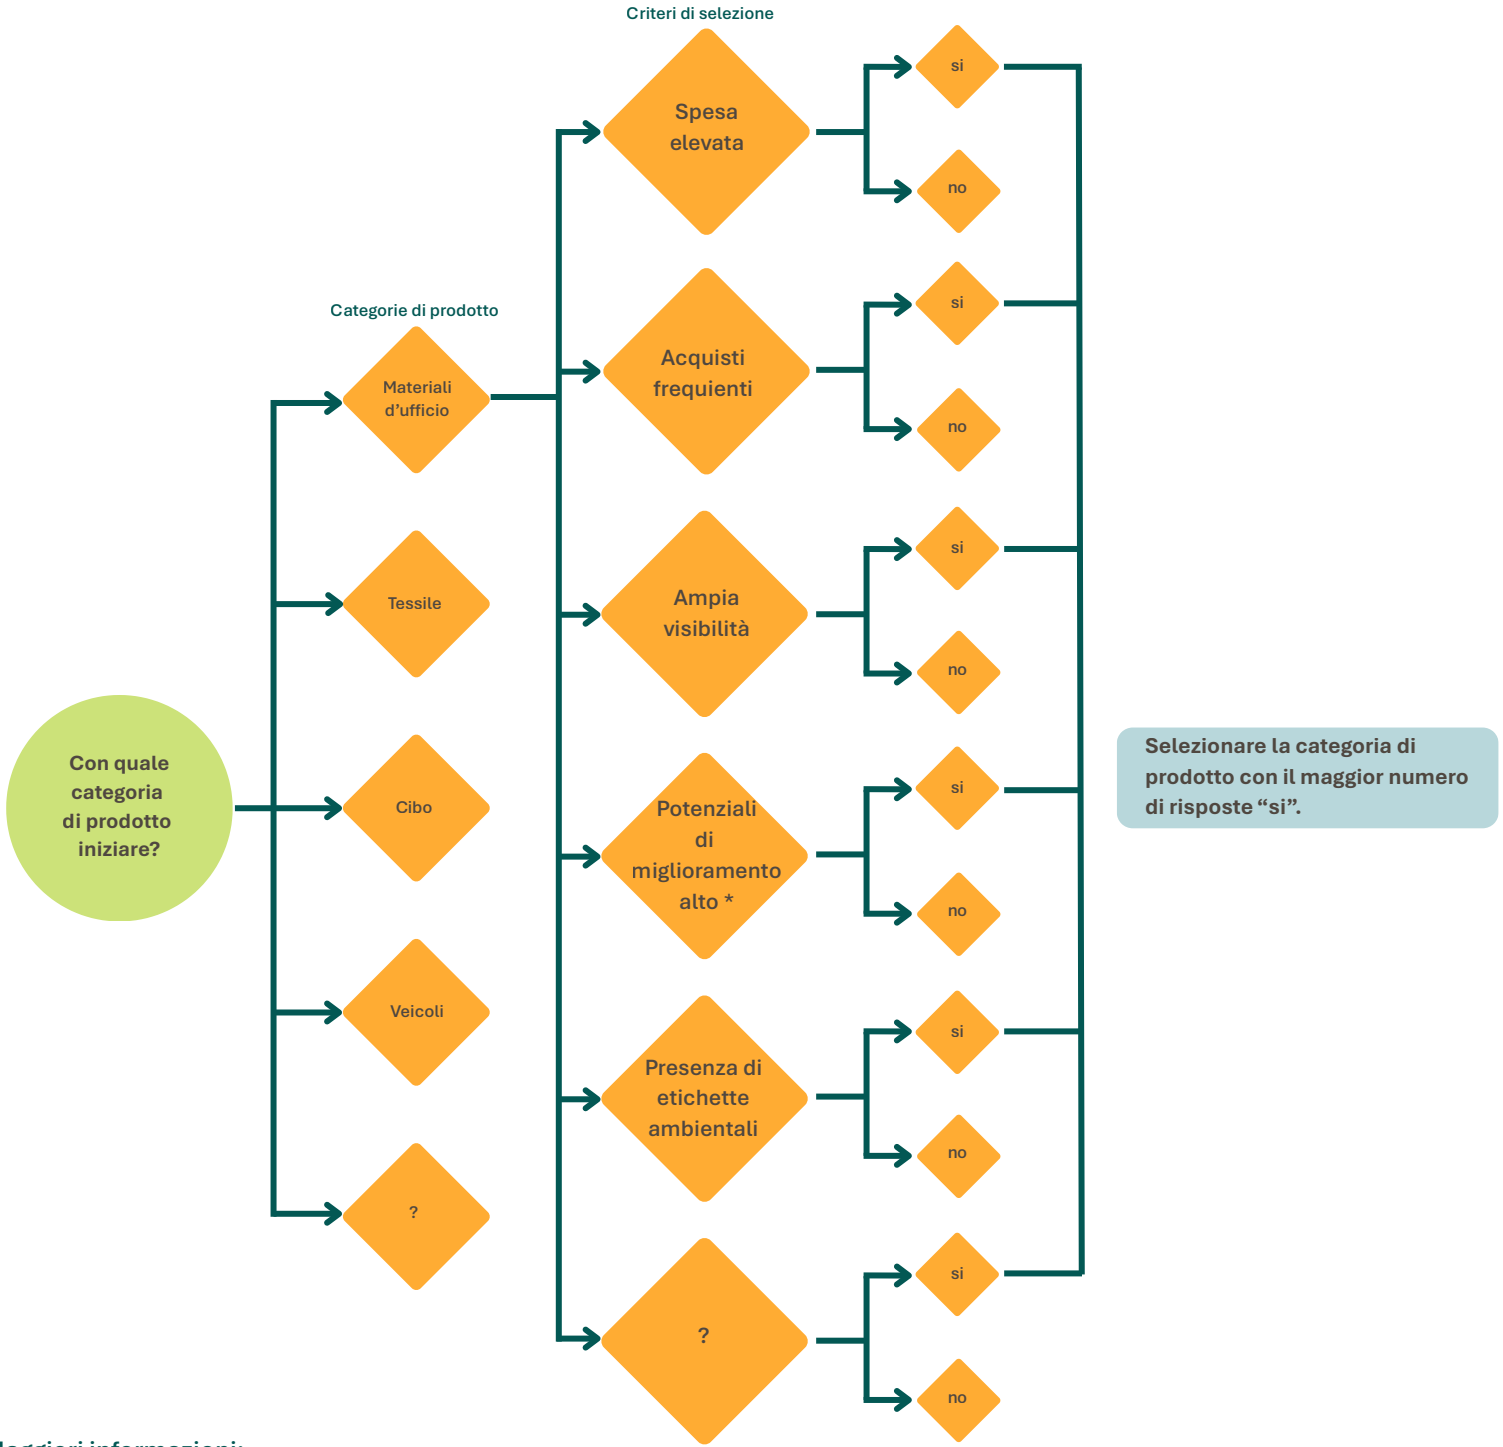 Criteri di selezione
Spesa
elevata
si
no
Categorie di prodotto
Materiali
d’ufficio
Acquisti
frequienti
si
no
Tessile
Ampia
visibilità
si
no
Con quale
categoria
di prodotto
iniziare?
Cibo
Potenziali
di
miglioramento
alto *
si
no
Selezionare la categoria di
prodotto con il maggior numero
di risposte “si”.
Veicoli
Presenza di
etichette
ambientali
si
no
?
?
si
no
informazioni: